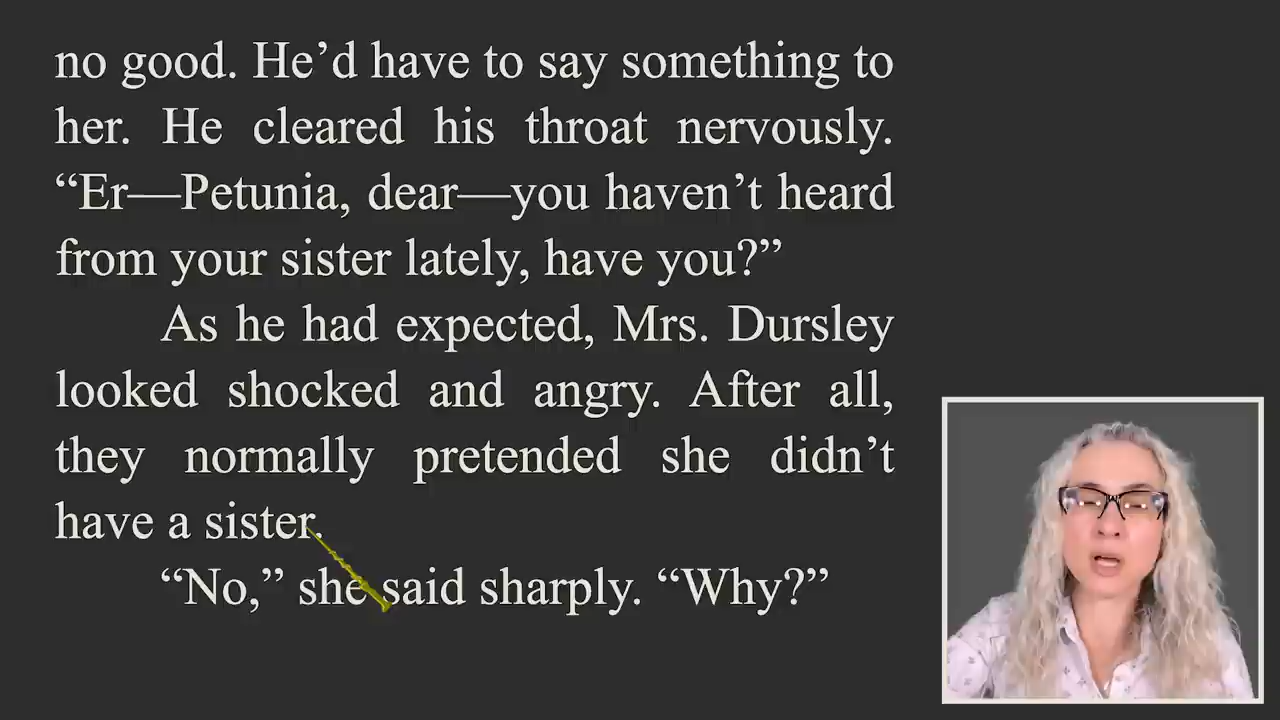 no good. He’d have to say something to
her. He cleared his throat nervously.
“Er—Petunia, dear—you haven’t heard
from your sister lately, have you?”
As he had expected, Mrs. Dursley
looked shocked and angry. After all,
they normally pretended she didn’t
have a sister.
“No,” she said sharply. “Why?”